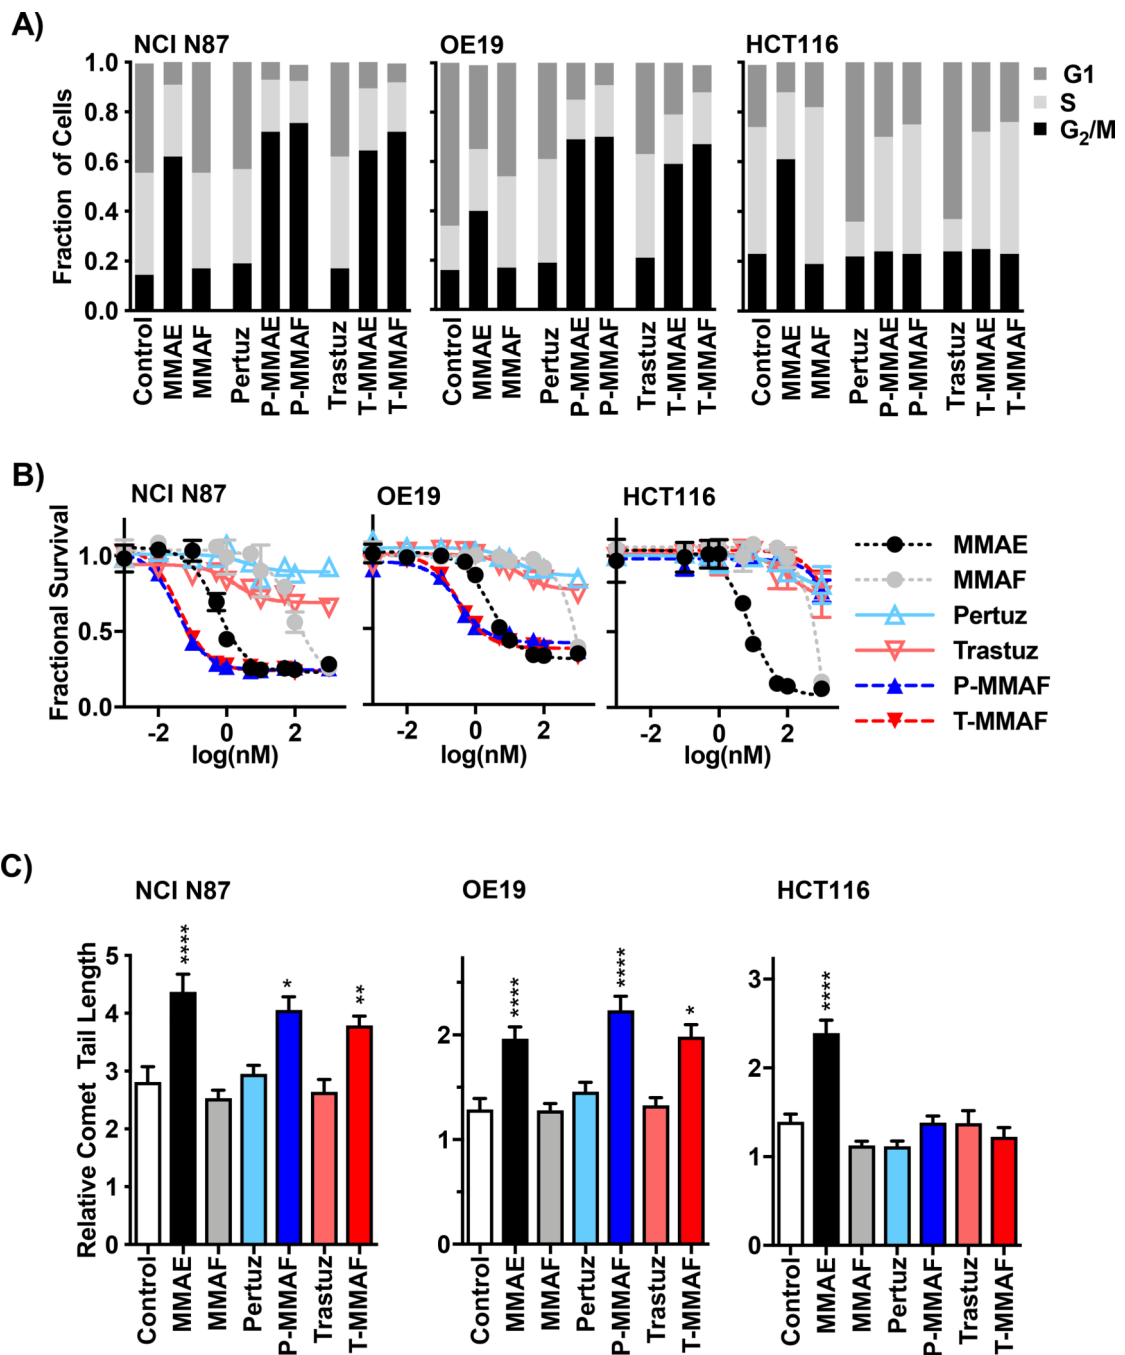 A)
NCI N87
OE19
HCT116
Fraction of Cells
1.0
0.8
0.6
0.4
0.2
0.0
G1
S
G2/M
Control
MMAE
MMAF
Pertuz
P-MMAE
P-MMAF
Trastuz
T-MMAE
T-MMAF
Control
MMAE
MMAF
Pertuz
P-MMAE
P-MMAF
Trastuz
T-MMAE
T-MMAF
Control
MMAE
MMAF
Pertuz
P-MMAE
P-MMAF
Trastuz
T-MMAE
T-MMAF
B)
NCI N87
OE19
HCT116
Fractional Survival
1.0
0.5
0.0
-2 0 2
log(nM)
-2 0 2
log(nM)
-2 0 2
log(nM)
MMAE
MMAF
Pertuz
Trastuz
P-MMAF
T-MMAF
C)
NCI N87
OE19
HCT116
Relative Comet Tail Length
5
4
3
2
1
0
****
*
**
2
1
0
****
****
*
3
2
1
0
****
Control
MMAE
MMAF
Pertuz
P-MMAF
Trastuz
T-MMAF
Control
MMAE
MMAF
Pertuz
P-MMAF
Trastuz
T-MMAF
Control
MMAE
MMAF
Pertuz
P-MMAF
Trastuz
T-MMAF